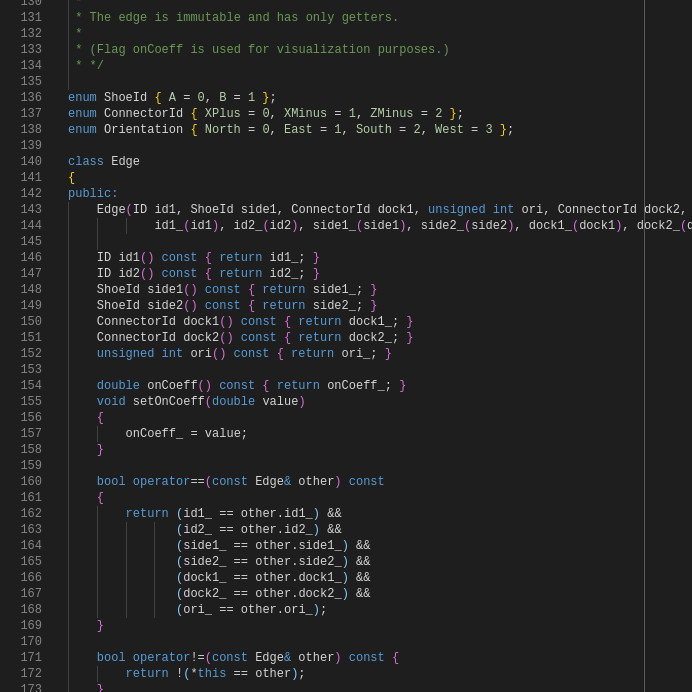 130 *
131 * The edge is immutable and has only getters.
132 *
133 * (Flag onCoeff is used for visualization purposes.)
134 * */
135
136 enum ShoeId { A = 0, B = 1 };
137 enum ConnectorId { XPlus = 0, XMinus = 1, ZMinus = 2 };
138 enum Orientation { North = 0, East = 1, South = 2, West = 3 };
139
140 class Edge
141 {
142 public:
143 Edge(ID id1, ShoeId side1, ConnectorId dock1, unsigned int ori, ConnectorId dock2,
144 id1_(id1), id2_(id2), side1_(side1), side2_(side2), dock1_(dock1), dock2_(
145
146 ID id1() const { return id1_; }
147 ID id2() const { return id2_; }
148 ShoeId side1() const { return side1_; }
149 ShoeId side2() const { return side2_; }
150 ConnectorId dock1() const { return dock1_; }
151 ConnectorId dock2() const { return dock2_; }
152 unsigned int ori() const { return ori_; }
153
154 double onCoeff() const { return onCoeff_; }
155 void setOnCoeff(double value)
156 {
157 onCoeff_ = value;
158 }
159
160 bool operator==(const Edge& other) const
161 {
162 return (id1_ == other.id1_) &&
163 (id2_ == other.id2_) &&
164 (side1_ == other.side1_) &&
165 (side2_ == other.side2_) &&
166 (dock1_ == other.dock1_) &&
167 (dock2_ == other.dock2_) &&
168 (ori_ == other.ori_);
169 }
170
171 bool operator!=(const Edge& other) const {
172 return !(*this == other);
173 }